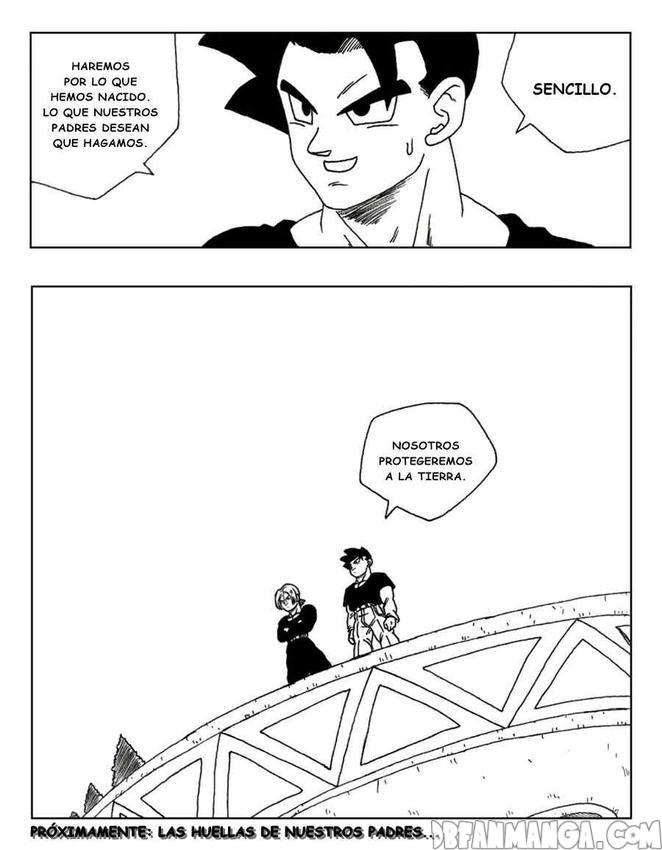 SENCILLO.
HAREMOS
POR LO QUE
HEMOS NACIDO.
LO QUE NUESTROS
PADRES DESEAN
QUE HAGAMOS.
NOSOTROS
PROTEGEREMOS
A LA TIERRA.
PRÓXIMAMENTE: LAS HUELLAS DE NUESTROS PADRES...
DBFANMANGA.COM